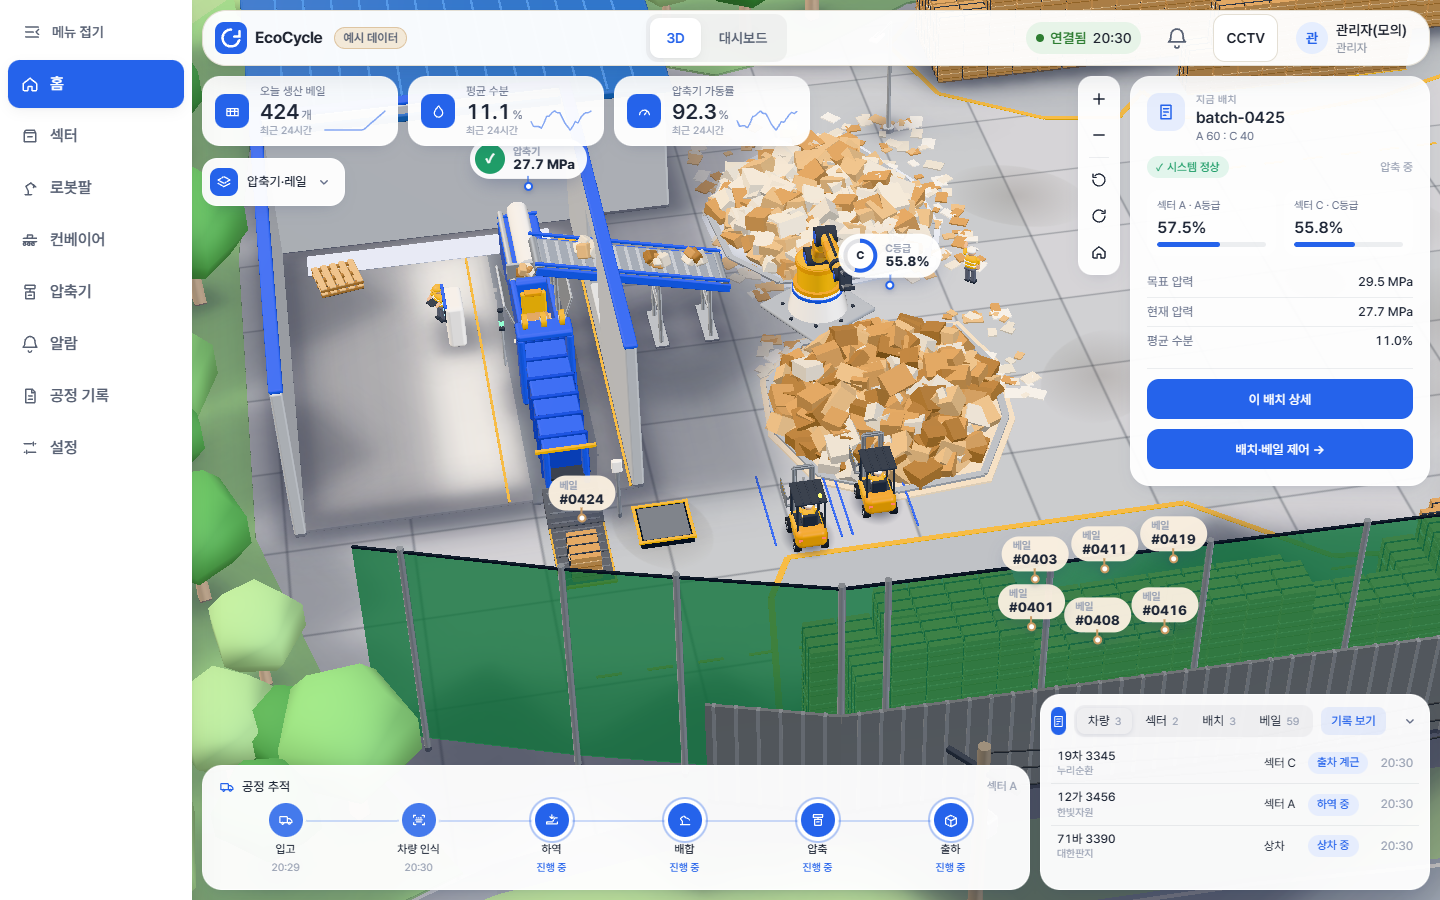 메뉴 접기
홈
섹터
로봇팔
컨베이어
압축기
알람
공정 기록
설정
EcoCycle
예시 데이터
3D
대시보드
연결됨 20:30
CCTV
관
관리자(모의)
관리자
오늘 생산 베일
424개
최근 24시간
평균 수분
11.1%
최근 24시간
압축기 가동률
92.3%
최근 24시간
압축기·레일
압축기
27.7 MPa
C
C등급
55.8%
베일
#0424
베일
#0403
베일
#0411
베일
#0419
베일
#0401
베일
#0408
베일
#0416
지금 배치
batch-0425
A 60 : C 40
✓ 시스템 정상
압축 중
섹터 A · A등급
57.5%
섹터 C · C등급
55.8%
목표 압력 29.5 MPa
현재 압력 27.7 MPa
평균 수분 11.0%
이 배치 상세
배치·베일 제어 →
공정 추적
섹터 A
입고
20:29
차량 인식
20:30
하역
진행 중
배합
진행 중
압축
진행 중
출하
진행 중
차량 3
섹터 2
배치 3
베일 59
기록 보기
19차 3345
누리순환
섹터 C
출차 계근
20:30
12가 3456
한빛자원
섹터 A
하역 중
20:30
71바 3390
대한판지
상차
상차 중
20:30